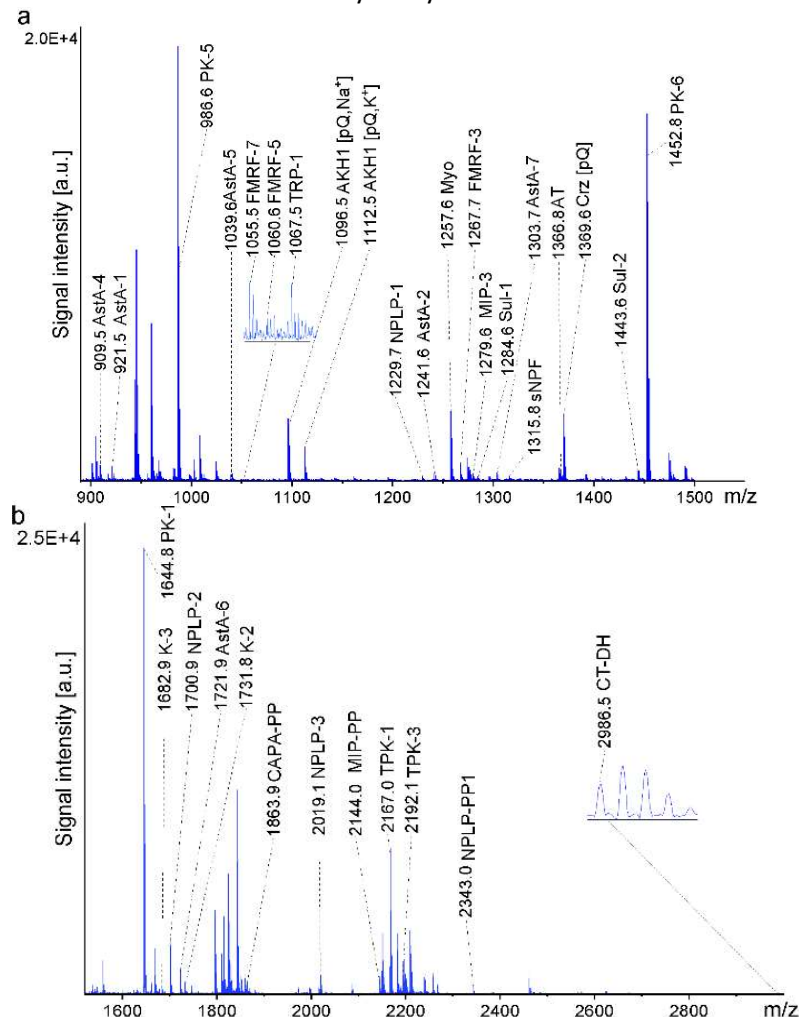 a
2.0E+4
Signal intensity [a.u.]
909.5 AstA-4
921.5 AstA-1
986.6 PK-5
1039.6AstA-5
1055.5 FMRF-7
1060.6 FMRF-5
1067.5 TRP-1
1096.5 AKH1 [pQ,Na⁺]
1112.5 AKH1 [pQ,K⁺]
1229.7 NPLP-1
1241.6 AstA-2
1257.6 Myo
1267.7 FMRF-3
1279.6 MIP-3
1284.6 Sul-1
1303.7 AstA-7
1315.8 sNPF
1366.8 AT
1369.6 Crz [pQ]
1443.6 Sul-2
1452.8 PK-6
900 1000 1100 1200 1300 1400 1500 m/z
b
2.5E+4
Signal intensity [a.u.]
1644.8 PK-1
1682.9 K-3
1700.9 NPLP-2
1721.9 AstA-6
1731.8 K-2
1863.9 CAPA-PP
2019.1 NPLP-3
2144.0 MIP-PP
2167.0 TPK-1
2192.1 TPK-3
2343.0 NPLP-PP1
2986.5 CT-DH
1600 1800 2000 2200 2400 2600 2800 m/z